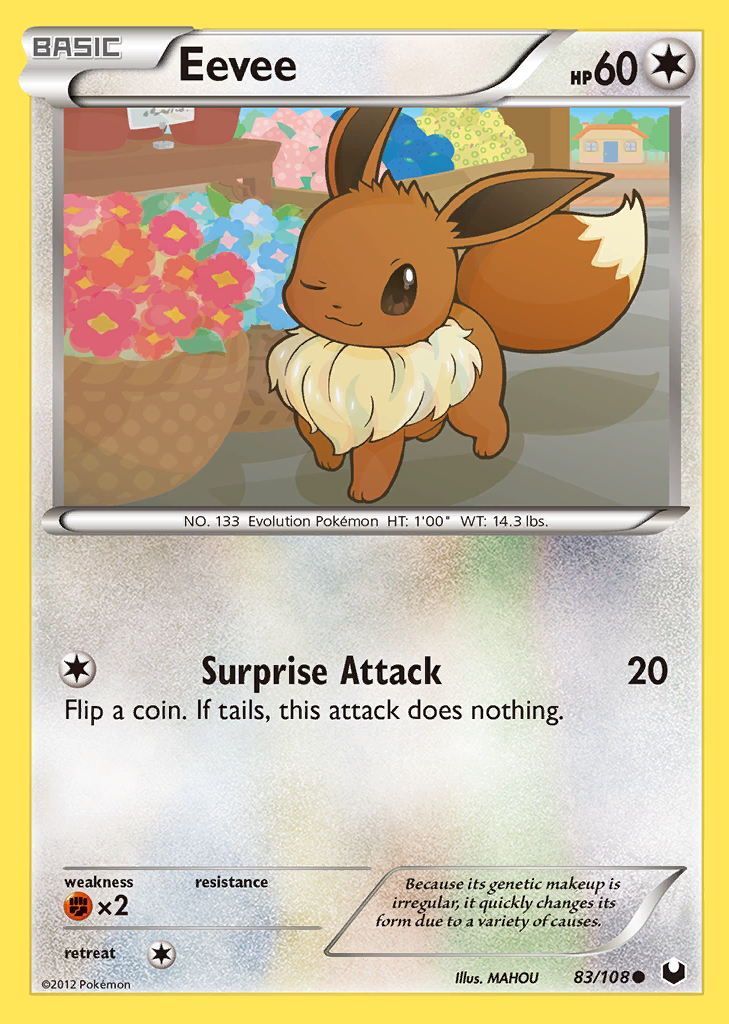 BASIC
Eevee
HP60
NO. 133 Evolution Pokémon HT: 1'00" WT: 14.3 lbs.
Surprise Attack 20
Flip a coin. If tails, this attack does nothing.
weakness resistance
×2
Because its genetic makeup is
irregular, it quickly changes its
form due to a variety of causes.
retreat
©2012 Pokémon
Illus. MAHOU 83/108